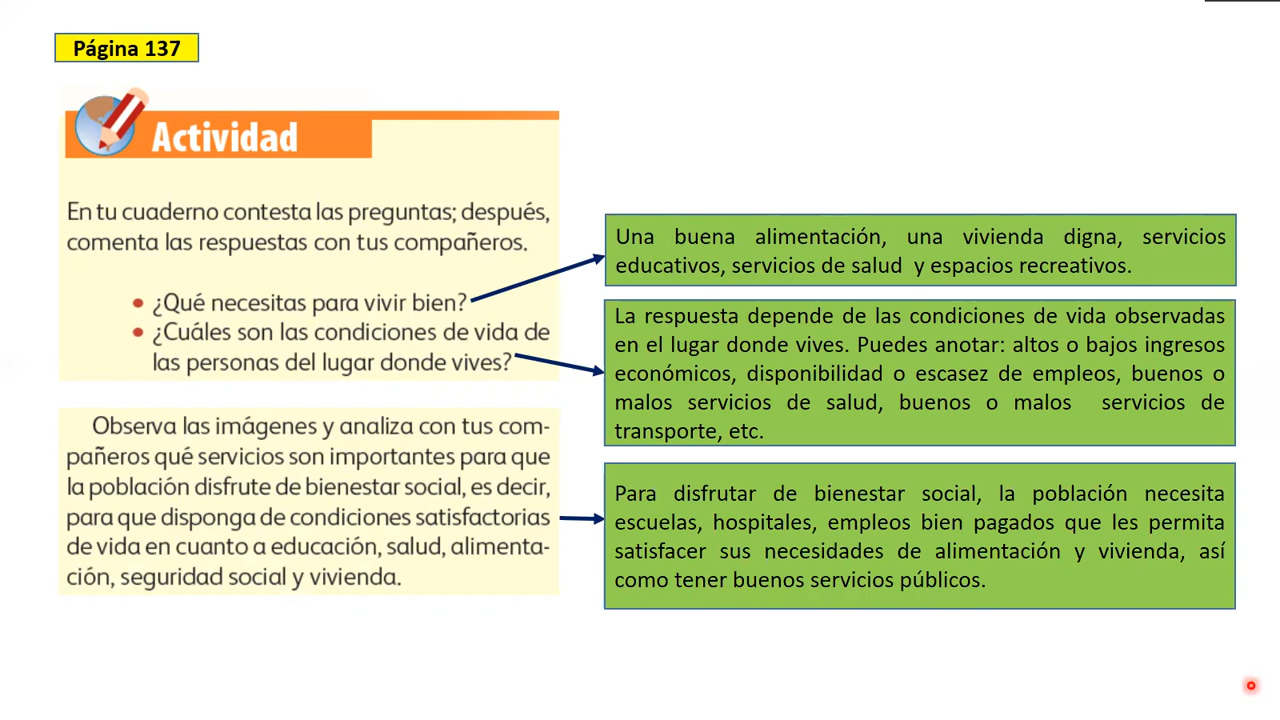 Página 137
Actividad
En tu cuaderno contesta las preguntas; después,
comenta las respuestas con tus compañeros.
• ¿Qué necesitas para vivir bien?
• ¿Cuáles son las condiciones de vida de
las personas del lugar donde vives?
Observa las imágenes y analiza con tus com-
pañeros qué servicios son importantes para que
la población disfrute de bienestar social, es decir,
para que disponga de condiciones satisfactorias
de vida en cuanto a educación, salud, alimenta-
ción, seguridad social y vivienda.
Una buena alimentación, una vivienda digna, servicios
educativos, servicios de salud y espacios recreativos.
La respuesta depende de las condiciones de vida observadas
en el lugar donde vives. Puedes anotar: altos o bajos ingresos
económicos, disponibilidad o escasez de empleos, buenos o
malos servicios de salud, buenos o malos servicios de
transporte, etc.
Para disfrutar de bienestar social, la población necesita
escuelas, hospitales, empleos bien pagados que les permita
satisfacer sus necesidades de alimentación y vivienda, así
como tener buenos servicios públicos.